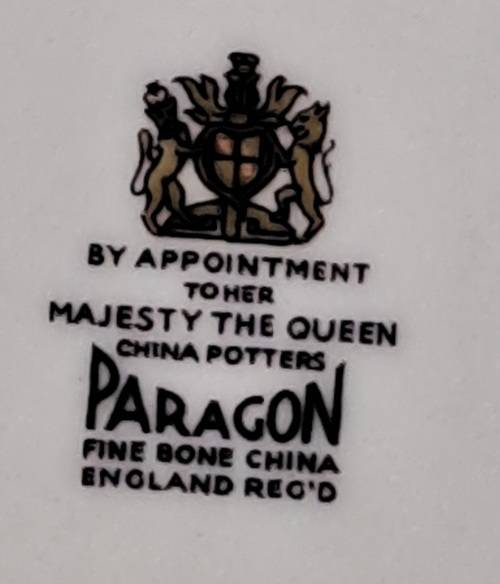 BY APPOINTMENT
TO HER
MAJESTY THE QUEEN
CHINA POTTERS
PARAGON
FINE BONE CHINA
ENGLAND REG'D